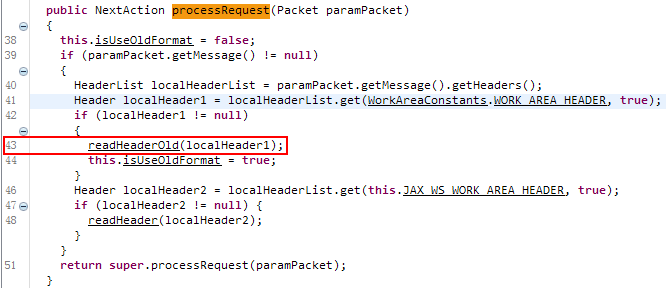 public NextAction processRequest(Packet paramPacket)
{
38 this.isUseOldFormat = false;
39 if (paramPacket.getMessage() != null)
{
40 HeaderList localHeaderList = paramPacket.getMessage().getHeaders();
41 Header localHeader1 = localHeaderList.get(WorkAreaConstants.WORK_AREA_HEADER, true);
42 if (localHeader1 != null)
{
43 readHeaderOld(localHeader1);
44 this.isUseOldFormat = true;
}
46 Header localHeader2 = localHeaderList.get(this.JAX_WS_WORK_AREA_HEADER, true);
47 if (localHeader2 != null) {
48 readHeader(localHeader2);
}
}
51 return super.processRequest(paramPacket);
}